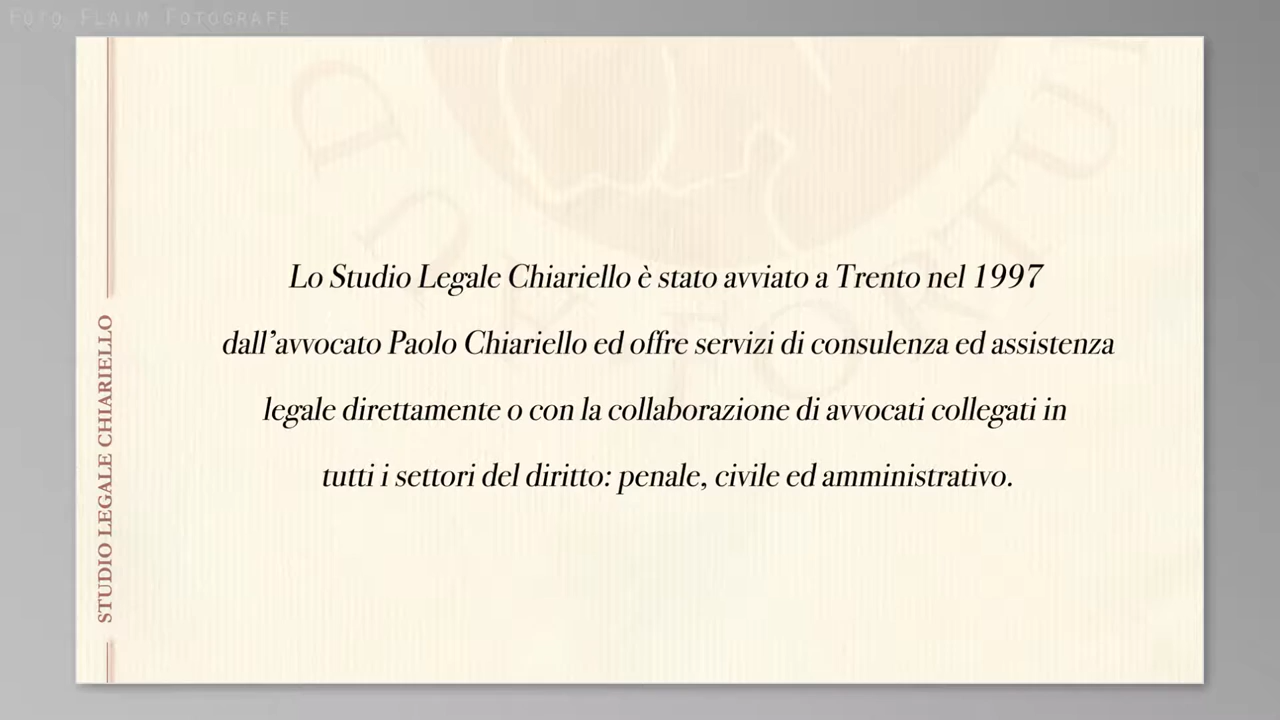 Foto Flaim Fotografe
Lo Studio Legale Chiariello è stato avviato a Trento nel 1997
dall’avvocato Paolo Chiariello ed offre servizi di consulenza ed assistenza
legale direttamente o con la collaborazione di avvocati collegati in
tutti i settori del diritto: penale, civile ed amministrativo.
STUDIO LEGALE CHIARIELLO